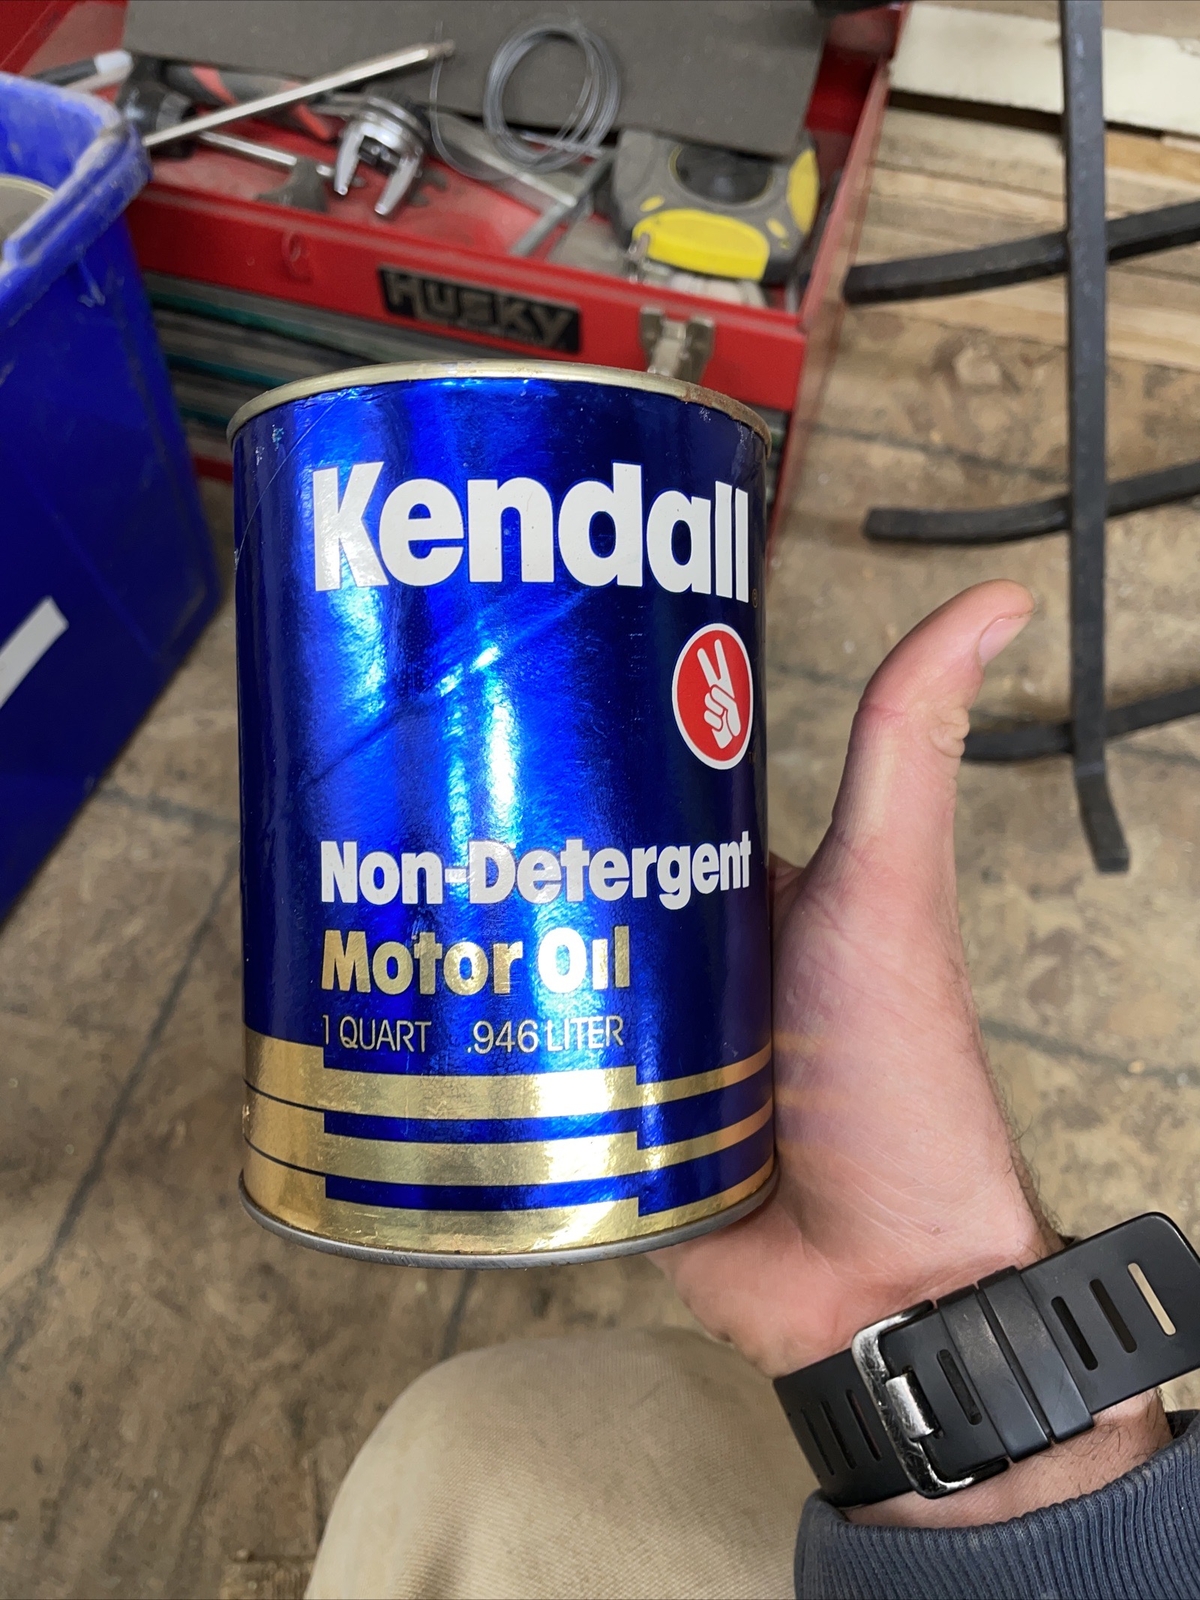 HUSKY
Kendall®
Non-Detergent
Motor Oil
1 QUART .946 LITER